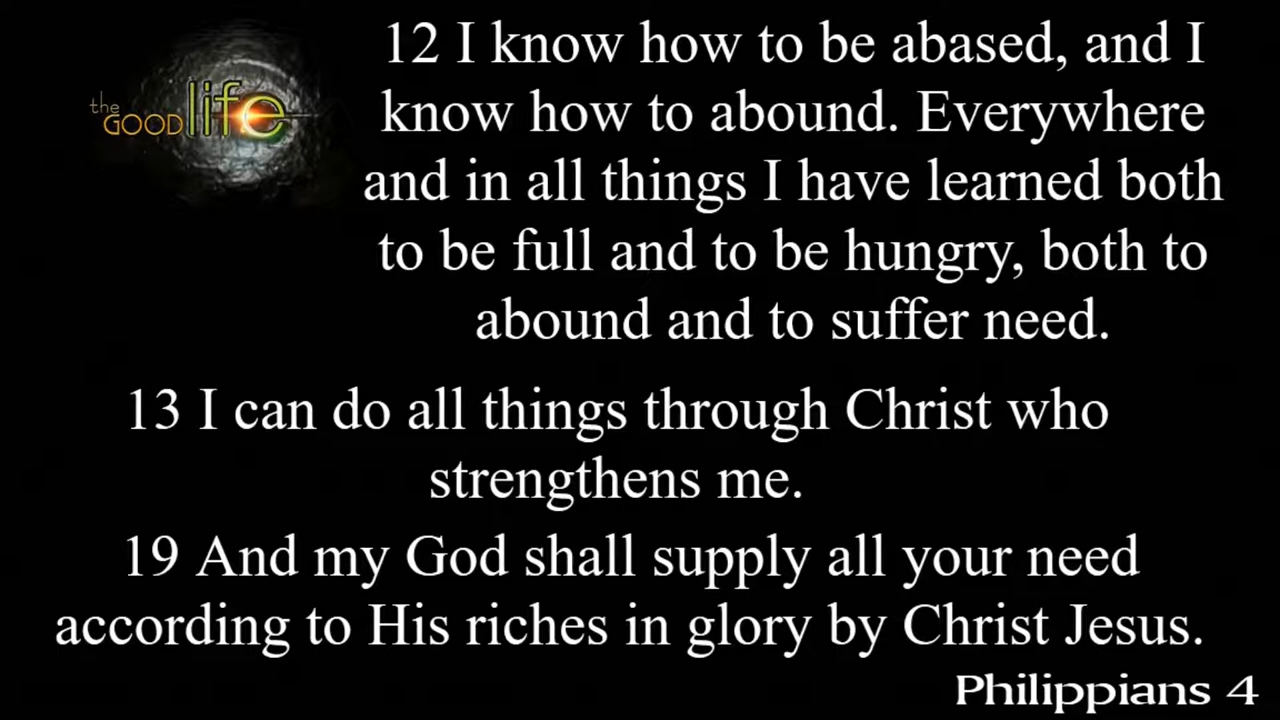 the
GOOD life
12 I know how to be abased, and I
know how to abound. Everywhere
and in all things I have learned both
to be full and to be hungry, both to
abound and to suffer need.
13 I can do all things through Christ who
strengthens me.
19 And my God shall supply all your need
according to His riches in glory by Christ Jesus.
Philippians 4